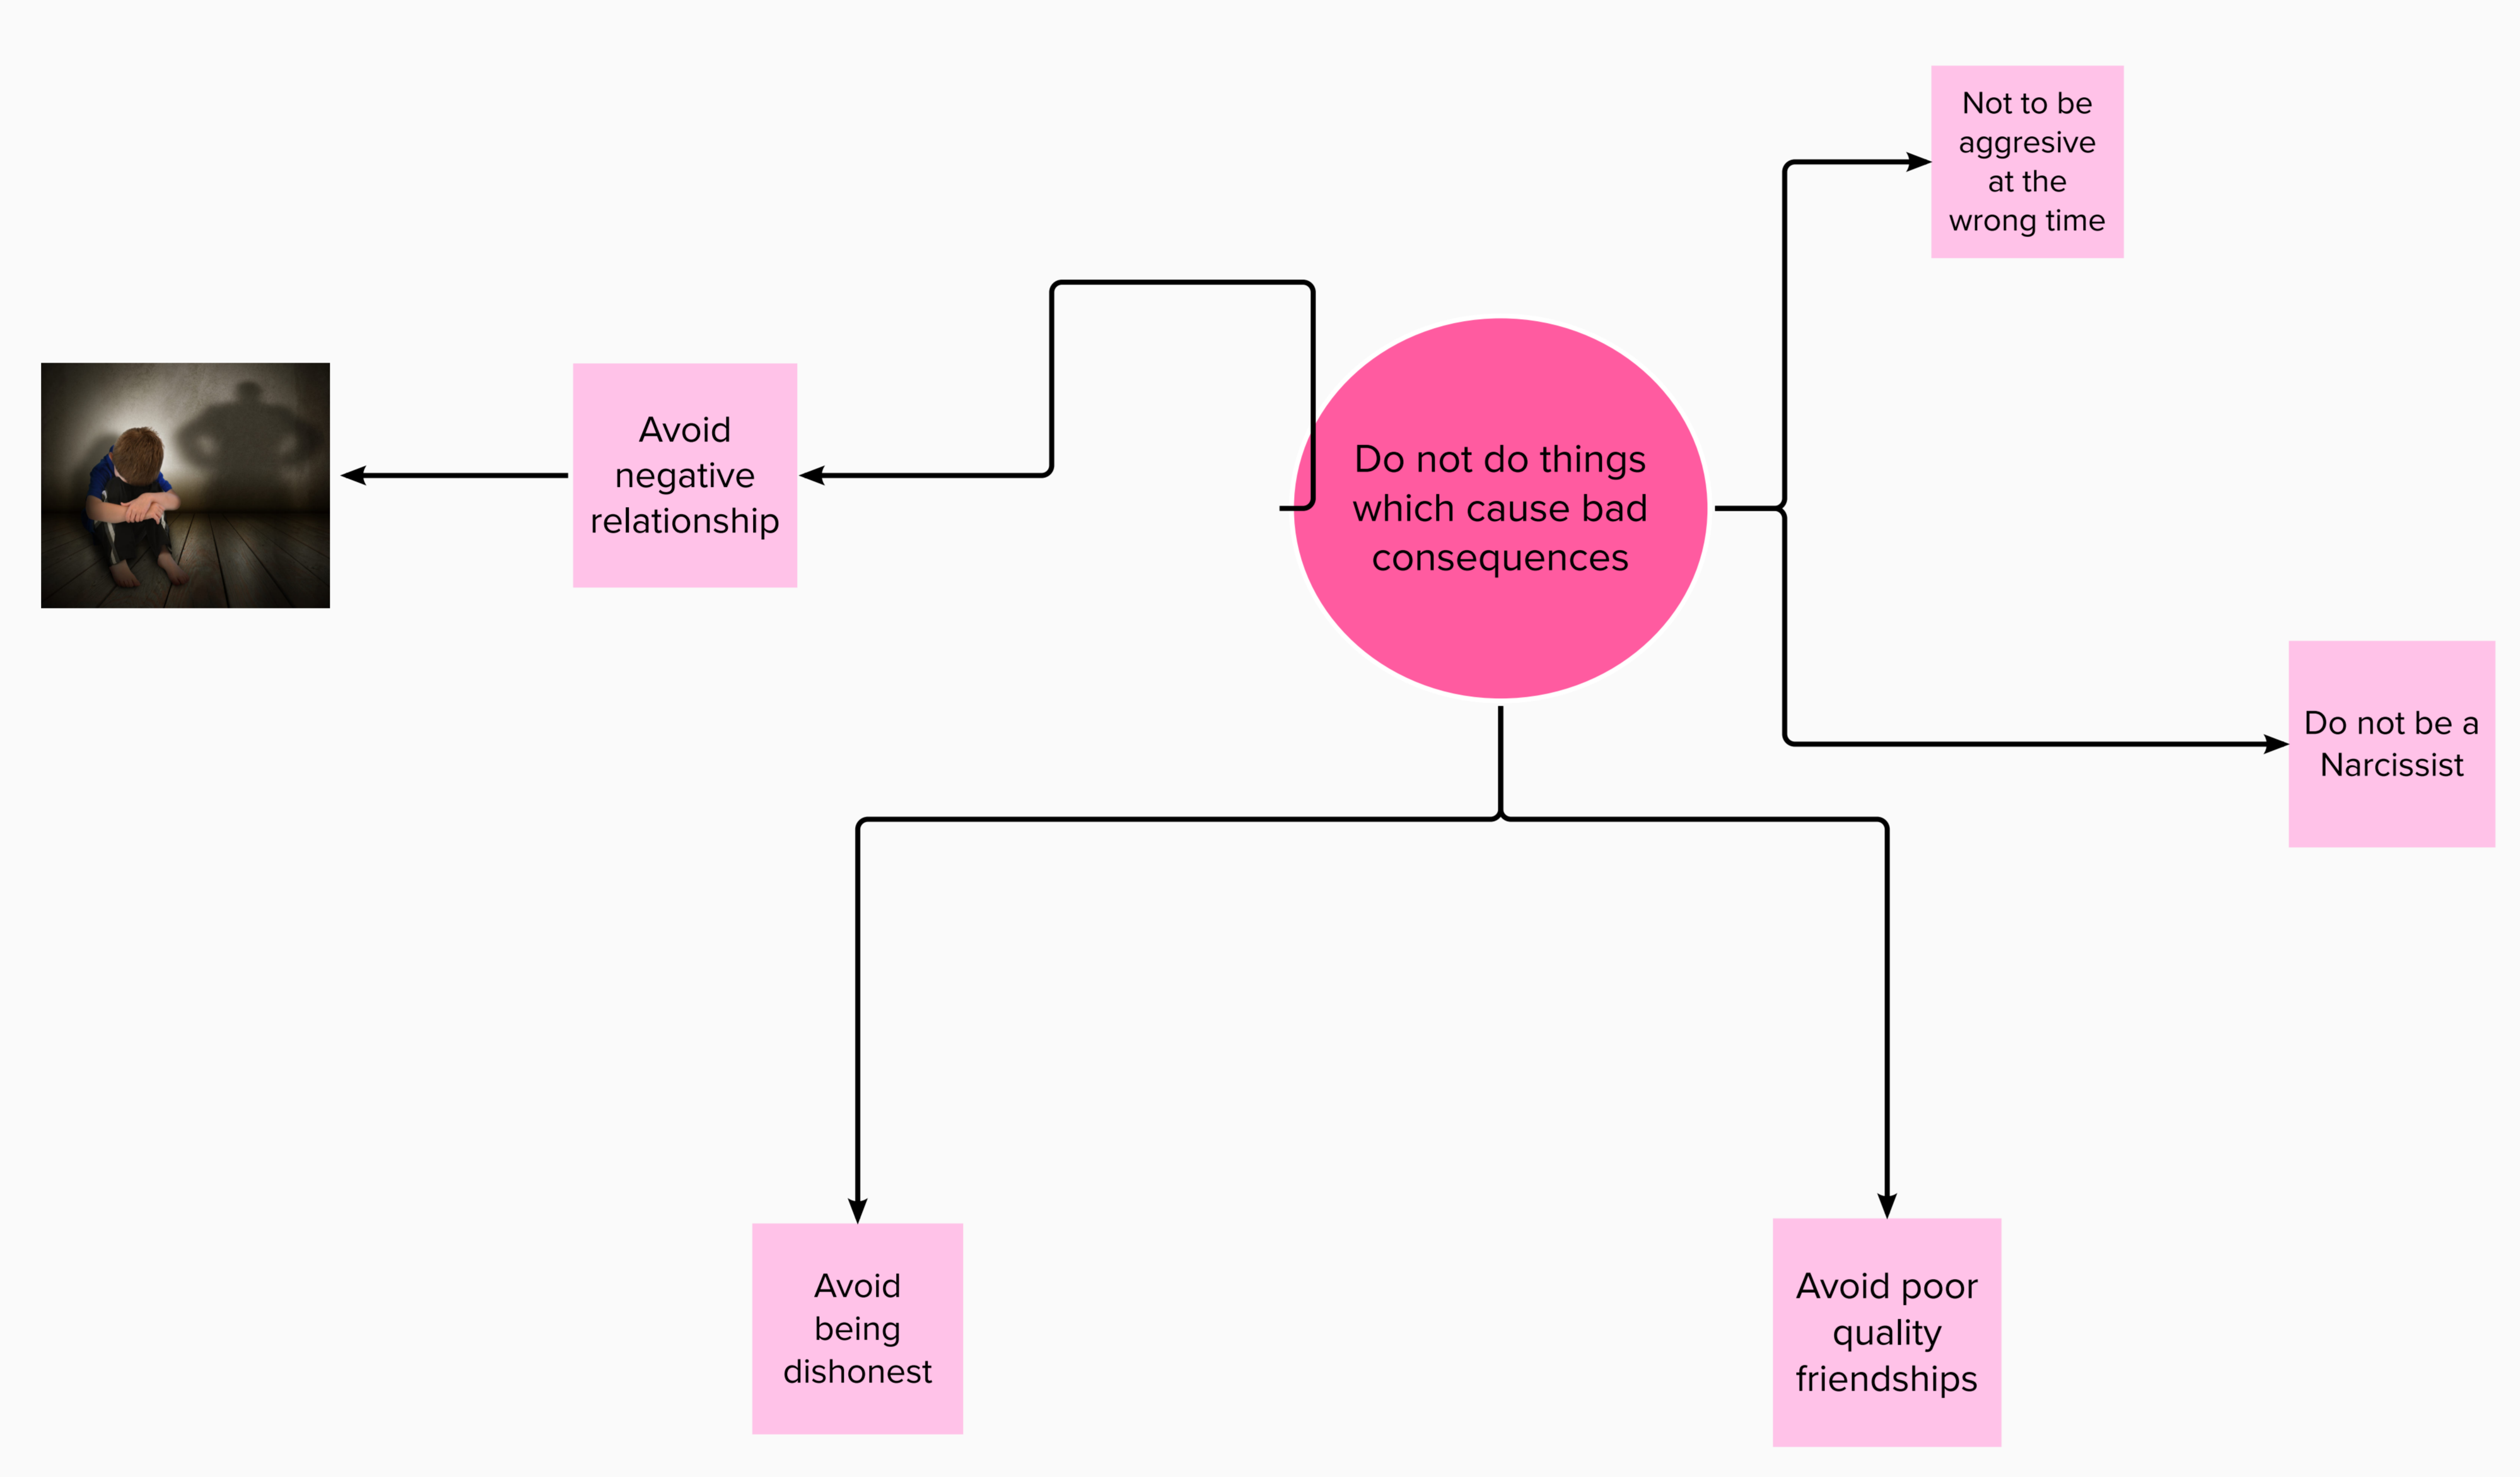 Not to be
aggresive
at the
wrong time
Avoid
negative
relationship
Do not do things
which cause bad
consequences
Do not be a
Narcissist
Avoid
being
dishonest
Avoid poor
quality
friendships